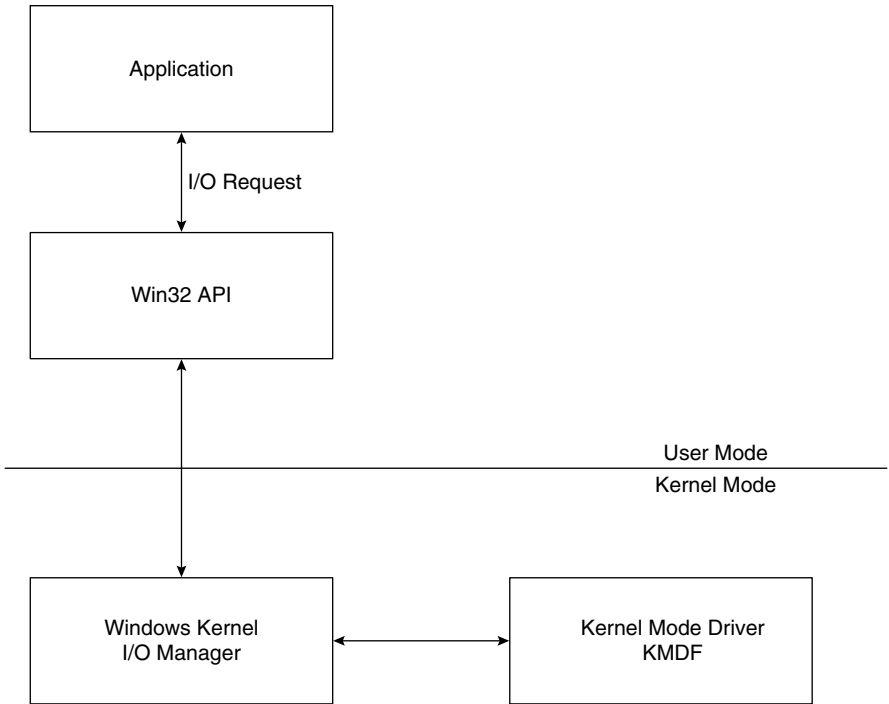 Application
I/O Request
Win32 API
User Mode
Kernel Mode
Windows Kernel
I/O Manager
Kernel Mode Driver
KMDF